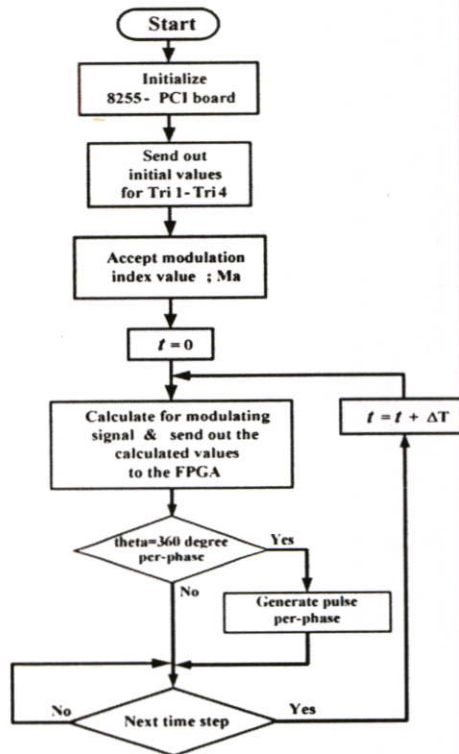 Start
Initialize
8255- PCI board
Send out
initial values
for Tri 1- Tri 4
Accept modulation
index value ; Ma
t = 0
Calculate for modulating
signal & send out the
calculated values
to the FPGA
t = t + ΔT
theta=360 degree
per-phase
Yes
No
Generate pulse
per-phase
No
Next time step
Yes